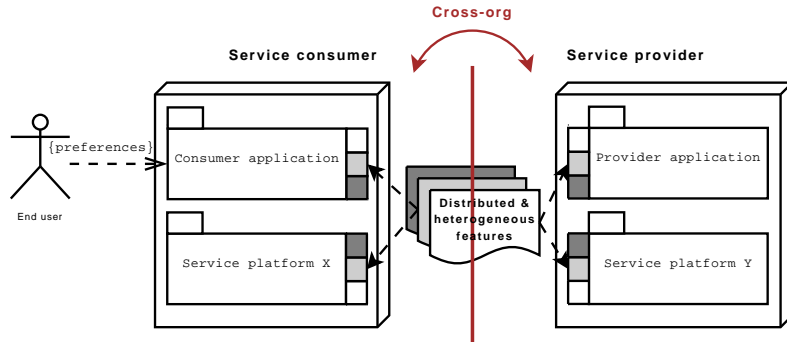 Cross-org
Service consumer
Service provider
{preferences}
Consumer application
Provider application
End user
Distributed &
heterogeneous
features
Service platform X
Service platform Y